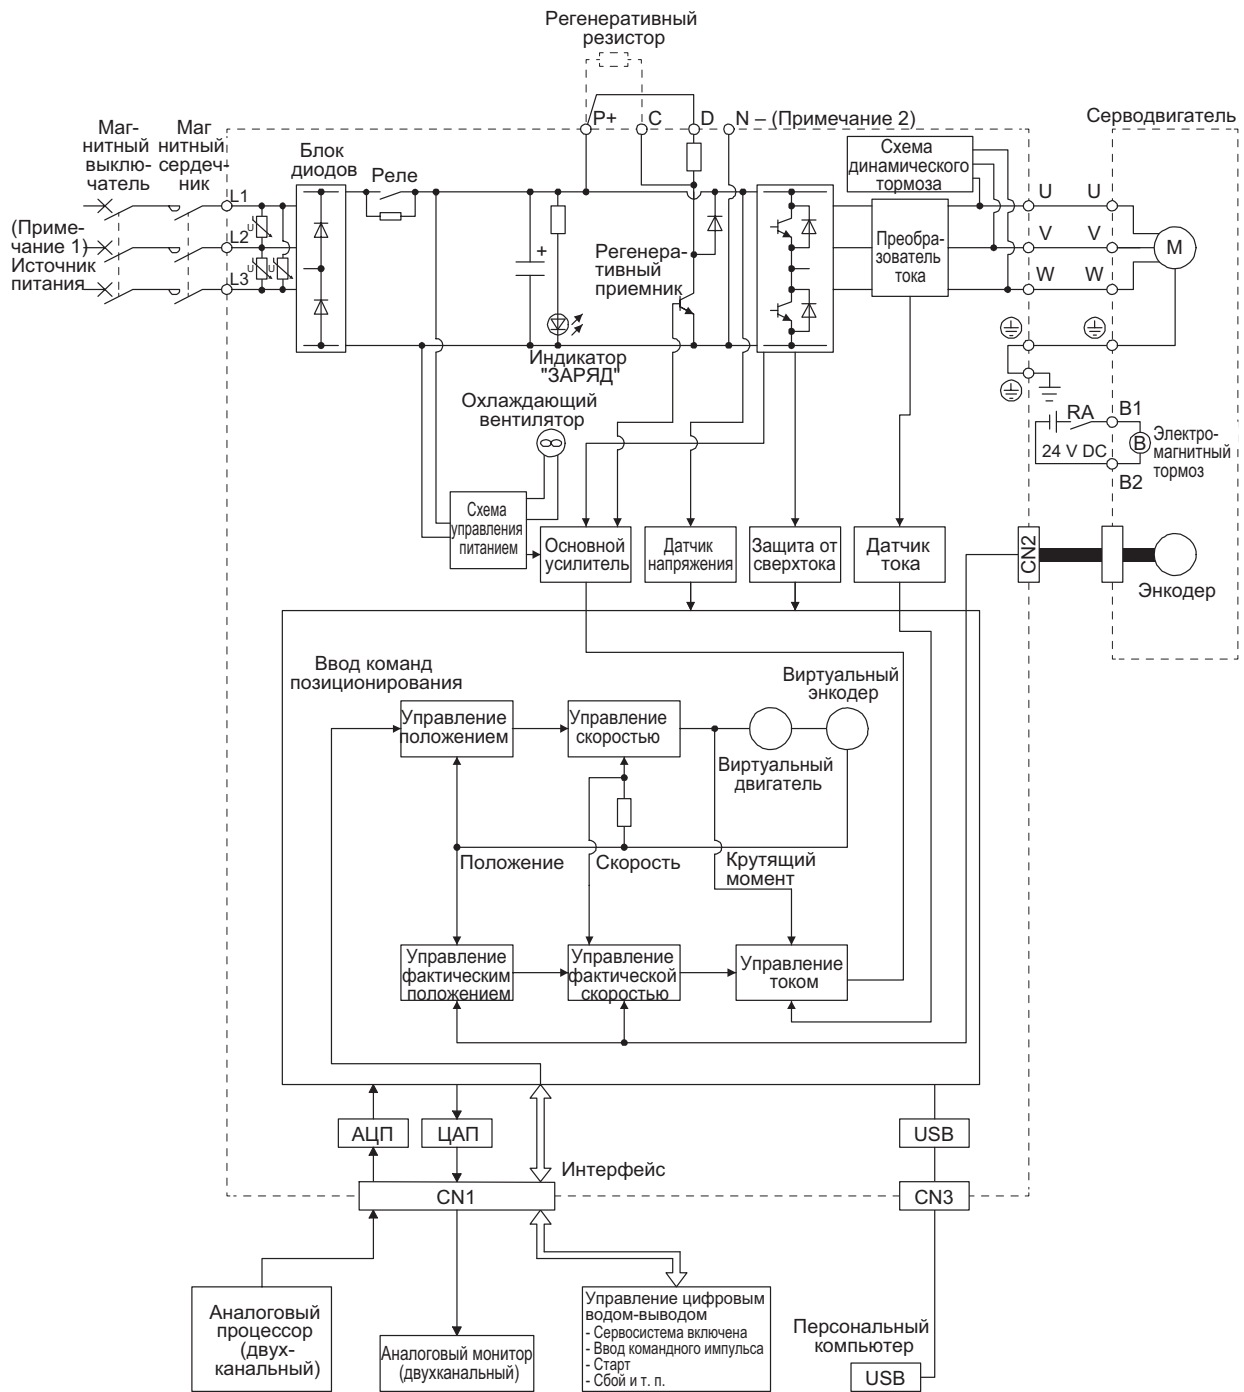 Регенеративный
резистор
P+
C
D
N – (Примечание 2)
Серводвигатель
Маг-
нитный
выклю-
чатель
Маг
нитный
сердеч-
ник
Блок
диодов
Реле
Схема
динамического
тормоза
L1
L2
L3
U
U
V
V
W
W
U
U
U
M
(Приме-
чание 1)
Источник
питания
+
Регенера-
тивный
приемник
Преобра-
зователь
тока
Индикатор
"ЗАРЯД"
Охлаждающий
вентилятор
RA
24 V DC
B1
B
B2
Электро-
магнитный
тормоз
Схема
управления
питанием
Основной
усилитель
Датчик
напряжения
Защита от
сверхтока
Датчик
тока
CN2
Энкодер
Ввод команд
позиционирования
Виртуальный
энкодер
Управление
положением
Управление
скоростью
Виртуальный
двигатель
Положение
Скорость
Крутящий
момент
Управление
фактическим
положением
Управление
фактической
скоростью
Управление
током
АЦП
ЦАП
USB
Интерфейс
CN1
CN3
Аналоговый
процессор
(двух-
канальный)
Аналоговый монитор
(двухканальный)
Управление цифровым
водом-выводом
- Сервосистема включена
- Ввод командного импульса
- Старт
- Сбой и т. п.
Персональный
компьютер
USB